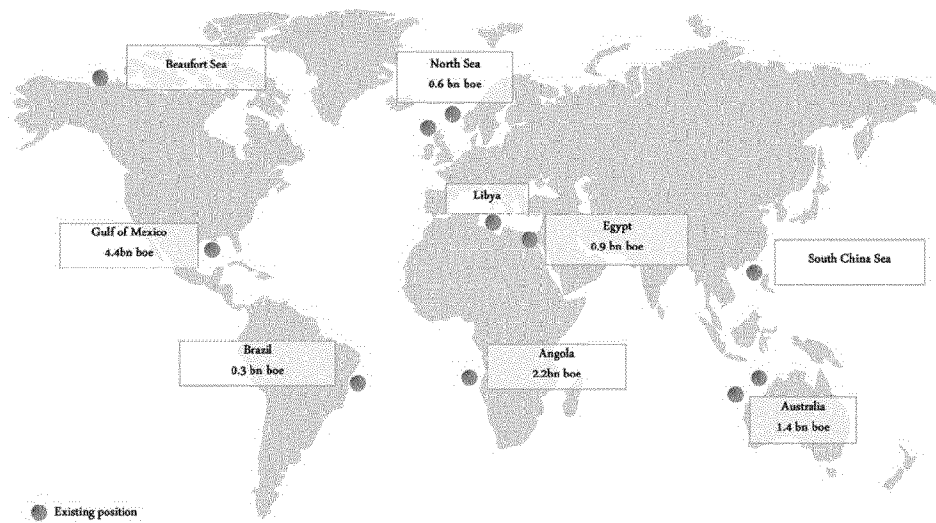 Beaufort Sea
North Sea
0.6 bn boe
Libya
Gulf of Mexico
4.4bn boe
Egypt
0.9 bn boe
South China Sea
Brazil
0.3 bn boe
Angola
2.2bn boe
Australia
1.4 bn boe
Existing position